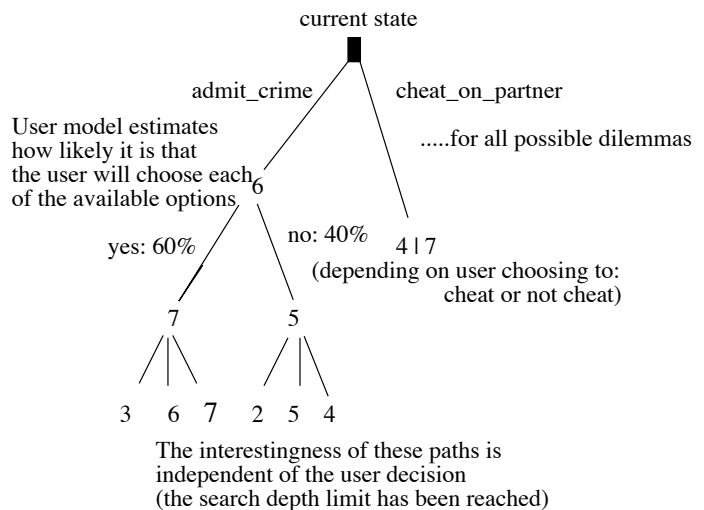 current state
admit_crime
cheat_on_partner
User model estimates
how likely it is that
the user will choose each
of the available options
.....for all possible dilemmas
6
yes: 60%
no: 40%
4 | 7
(depending on user choosing to:
cheat or not cheat)
7
5
3 6 7 2 5 4
The interestingness of these paths is
independent of the user decision
(the search depth limit has been reached)